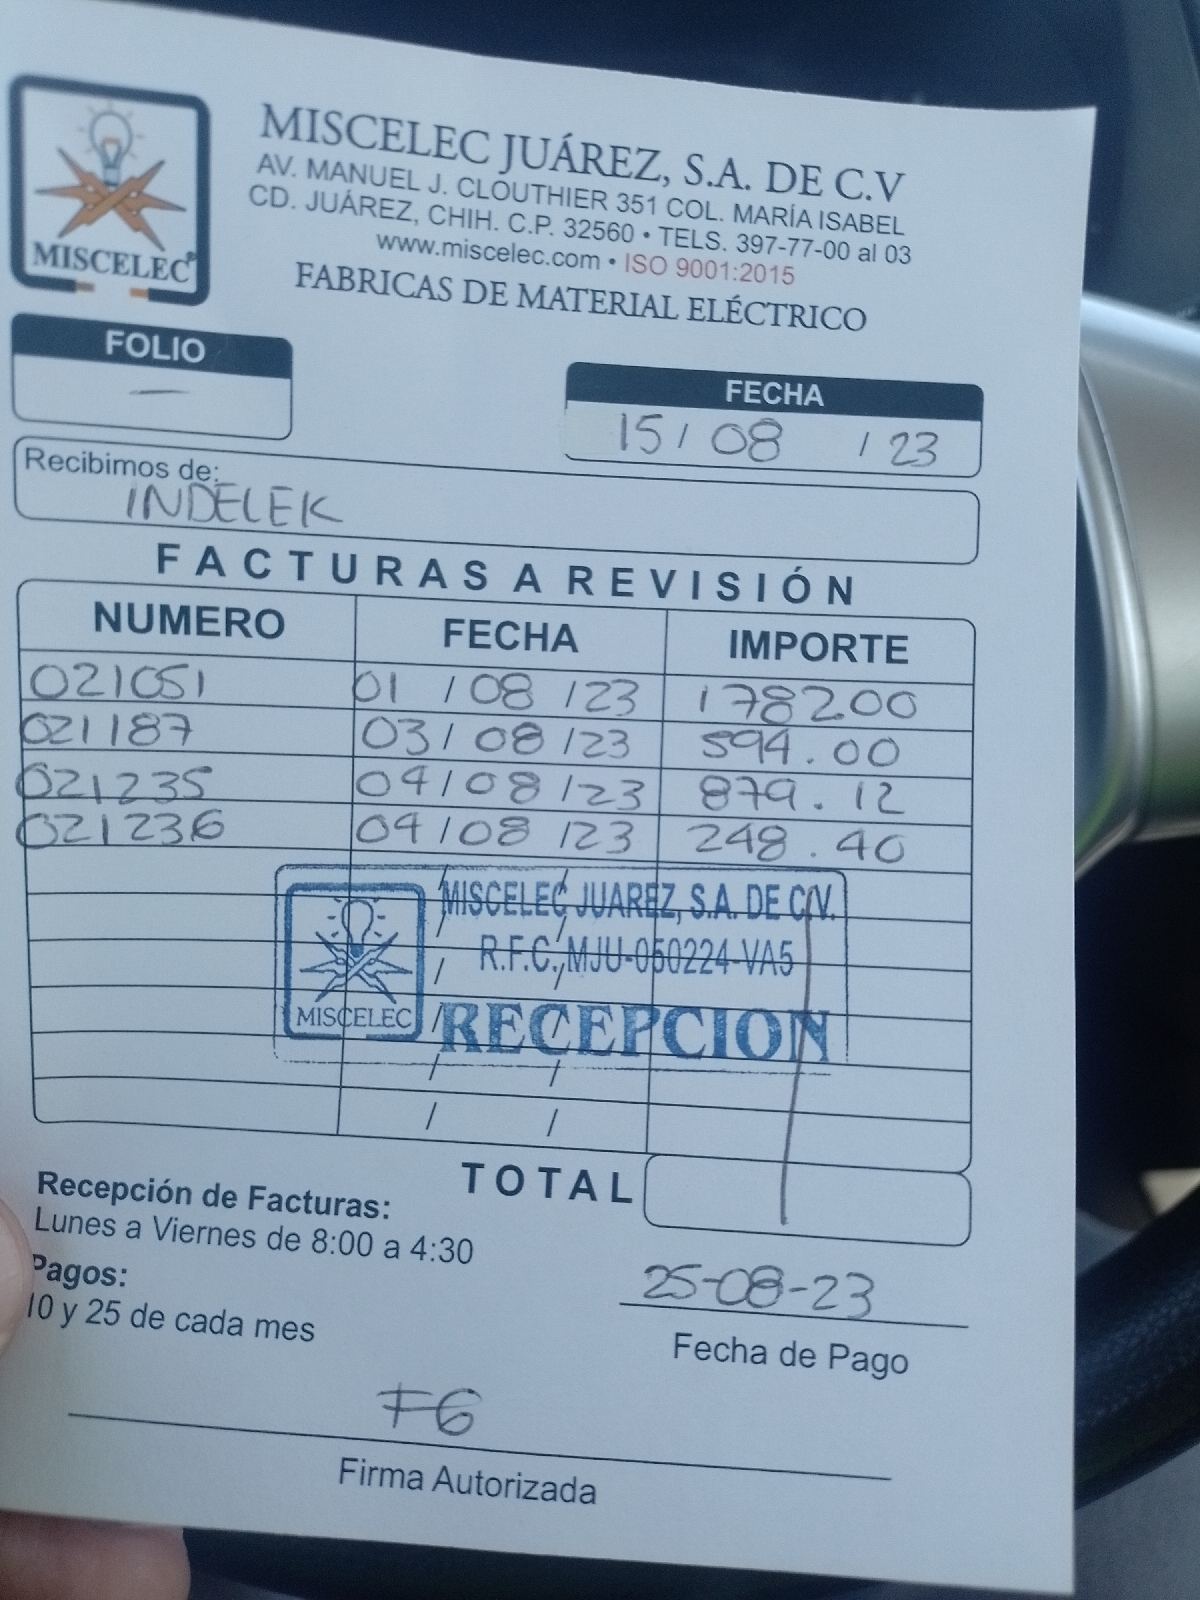 MISCELEC
MISCELEC JUÁREZ, S.A. DE C.V
AV. MANUEL J. CLOUTHIER 351 COL. MARÍA ISABEL
CD. JUÁREZ, CHIH. C.P. 32560 • TELS. 397-77-00 al 03
www.miscelec.com • ISO 9001:2015
FABRICAS DE MATERIAL ELÉCTRICO
FOLIO
—
FECHA
15 / 08 / 23
Recibimos de:
INDELEK
FACTURAS A REVISIÓN
NUMERO FECHA IMPORTE
021051 01 / 08 / 23 1782.00
021187 03 / 08 / 23 594.00
021235 04 / 08 / 23 879.12
021236 04 / 08 / 23 248.40
MISCELEC JUAREZ, S.A. DE C.V.
R.F.C. MJU-050224-VA5
MISCELEC RECEPCION
TOTAL
Recepción de Facturas:
Lunes a Viernes de 8:00 a 4:30
Pagos:
10 y 25 de cada mes
25-08-23
Fecha de Pago
FG
Firma Autorizada